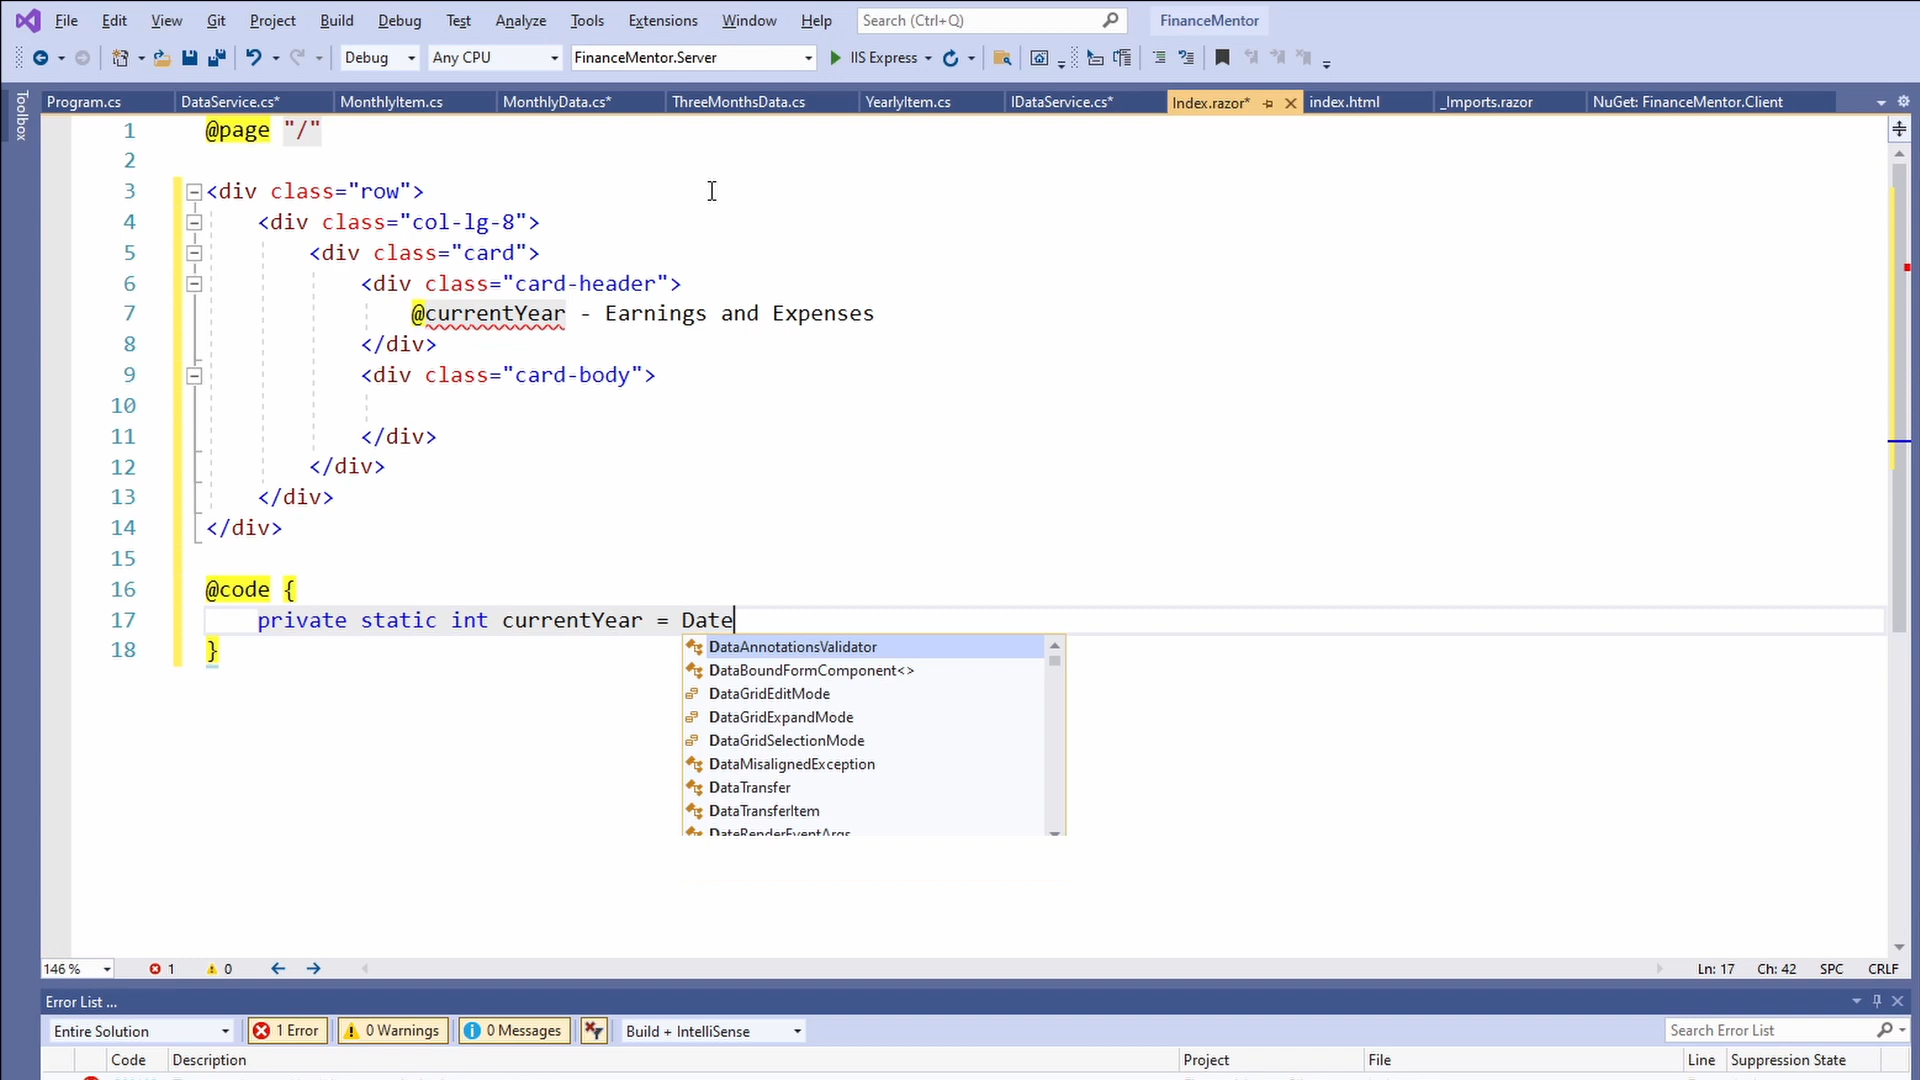 File Edit View Git Project Build Debug Test Analyze Tools Extensions Window Help Search (Ctrl+Q) FinanceMentor
Debug Any CPU FinanceMentor.Server IIS Express
Toolbox
Program.cs DataService.cs* MonthlyItem.cs MonthlyData.cs* ThreeMonthsData.cs YearlyItem.cs IDataService.cs* Index.razor* index.html _Imports.razor NuGet: FinanceMentor.Client
1 @page "/"
2
3 <div class="row">
4 <div class="col-lg-8">
5 <div class="card">
6 <div class="card-header">
7 @currentYear - Earnings and Expenses
8 </div>
9 <div class="card-body">
10
11 </div>
12 </div>
13 </div>
14 </div>
15
16 @code {
17 private static int currentYear = Date
18 }
DataAnnotationsValidator
DataBoundFormComponent<>
DataGridEditMode
DataGridExpandMode
DataGridSelectionMode
DataMisalignedException
DataTransfer
DataTransferItem
DateRenderEventArgs
146 % 1 0 Ln: 17 Ch: 42 SPC CRLF
Error List ...
Entire Solution 1 Error 0 Warnings 0 Messages Build + IntelliSense Search Error List
Code Description Project File Line Suppression State